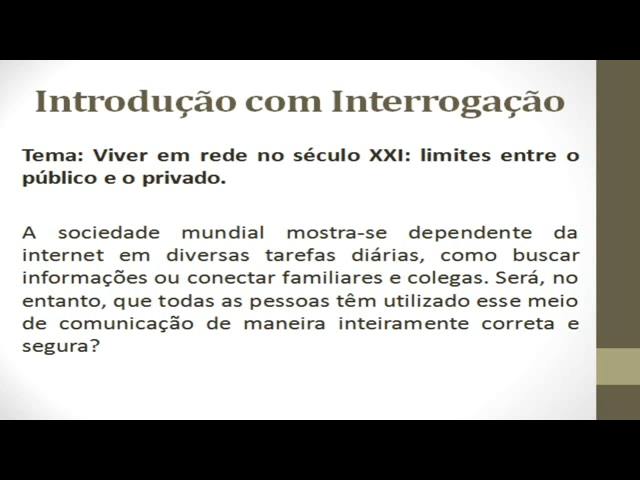 Introdução com Interrogação
Tema: Viver em rede no século XXI: limites entre o
público e o privado.
A sociedade mundial mostra-se dependente da
internet em diversas tarefas diárias, como buscar
informações ou conectar familiares e colegas. Será, no
entanto, que todas as pessoas têm utilizado esse meio
de comunicação de maneira inteiramente correta e
segura?